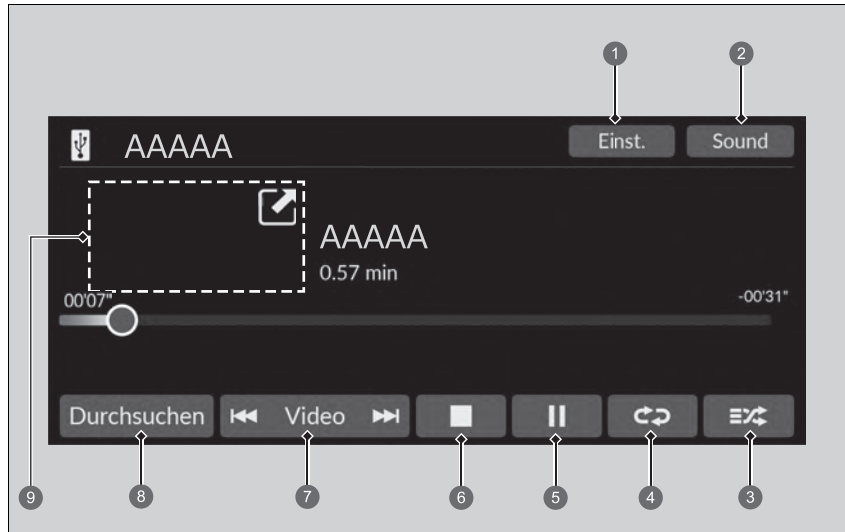 1 2
AAAAA Einst. Sound
AAAAA
9
0.57 min
00'07" -00'31"
Durchsuchen Video
9 8 7 6 5 4 3